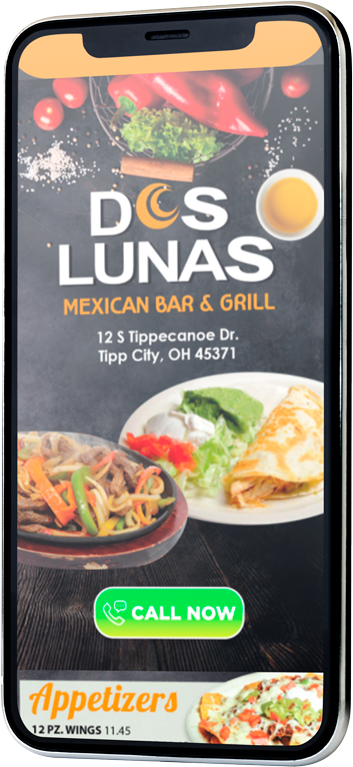 DOS
LUNAS
MEXICAN BAR & GRILL
12 S Tippecanoe Dr.
Tipp City, OH 45371
CALL NOW
Appetizers
12 PZ. WINGS 11.45